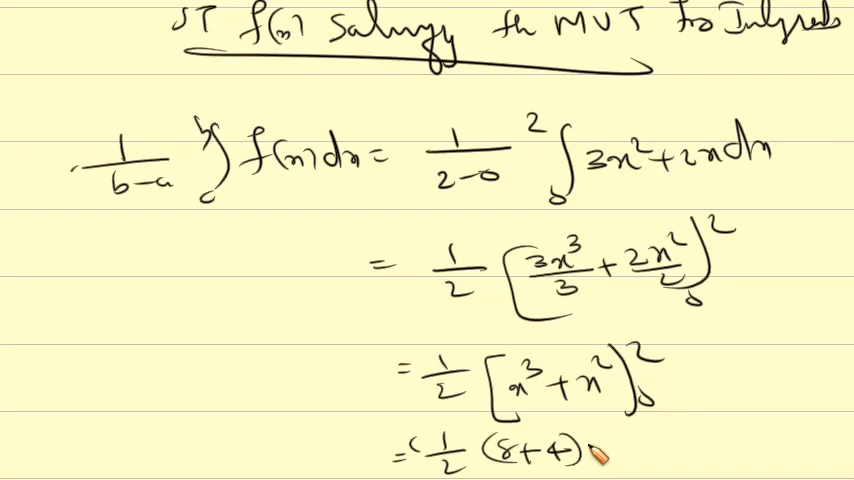 ST f(x) Satisfy the MVT for Integrals
1/(b-a) ∫ f(x) dx = 1/(2-0) ∫_0^2 3x^2 + 2x dx
= 1/2 [3x^3/3 + 2x^2/2]_0^2
= 1/2 [x^3 + x^2]_0^2
= 1/2 (8+4)